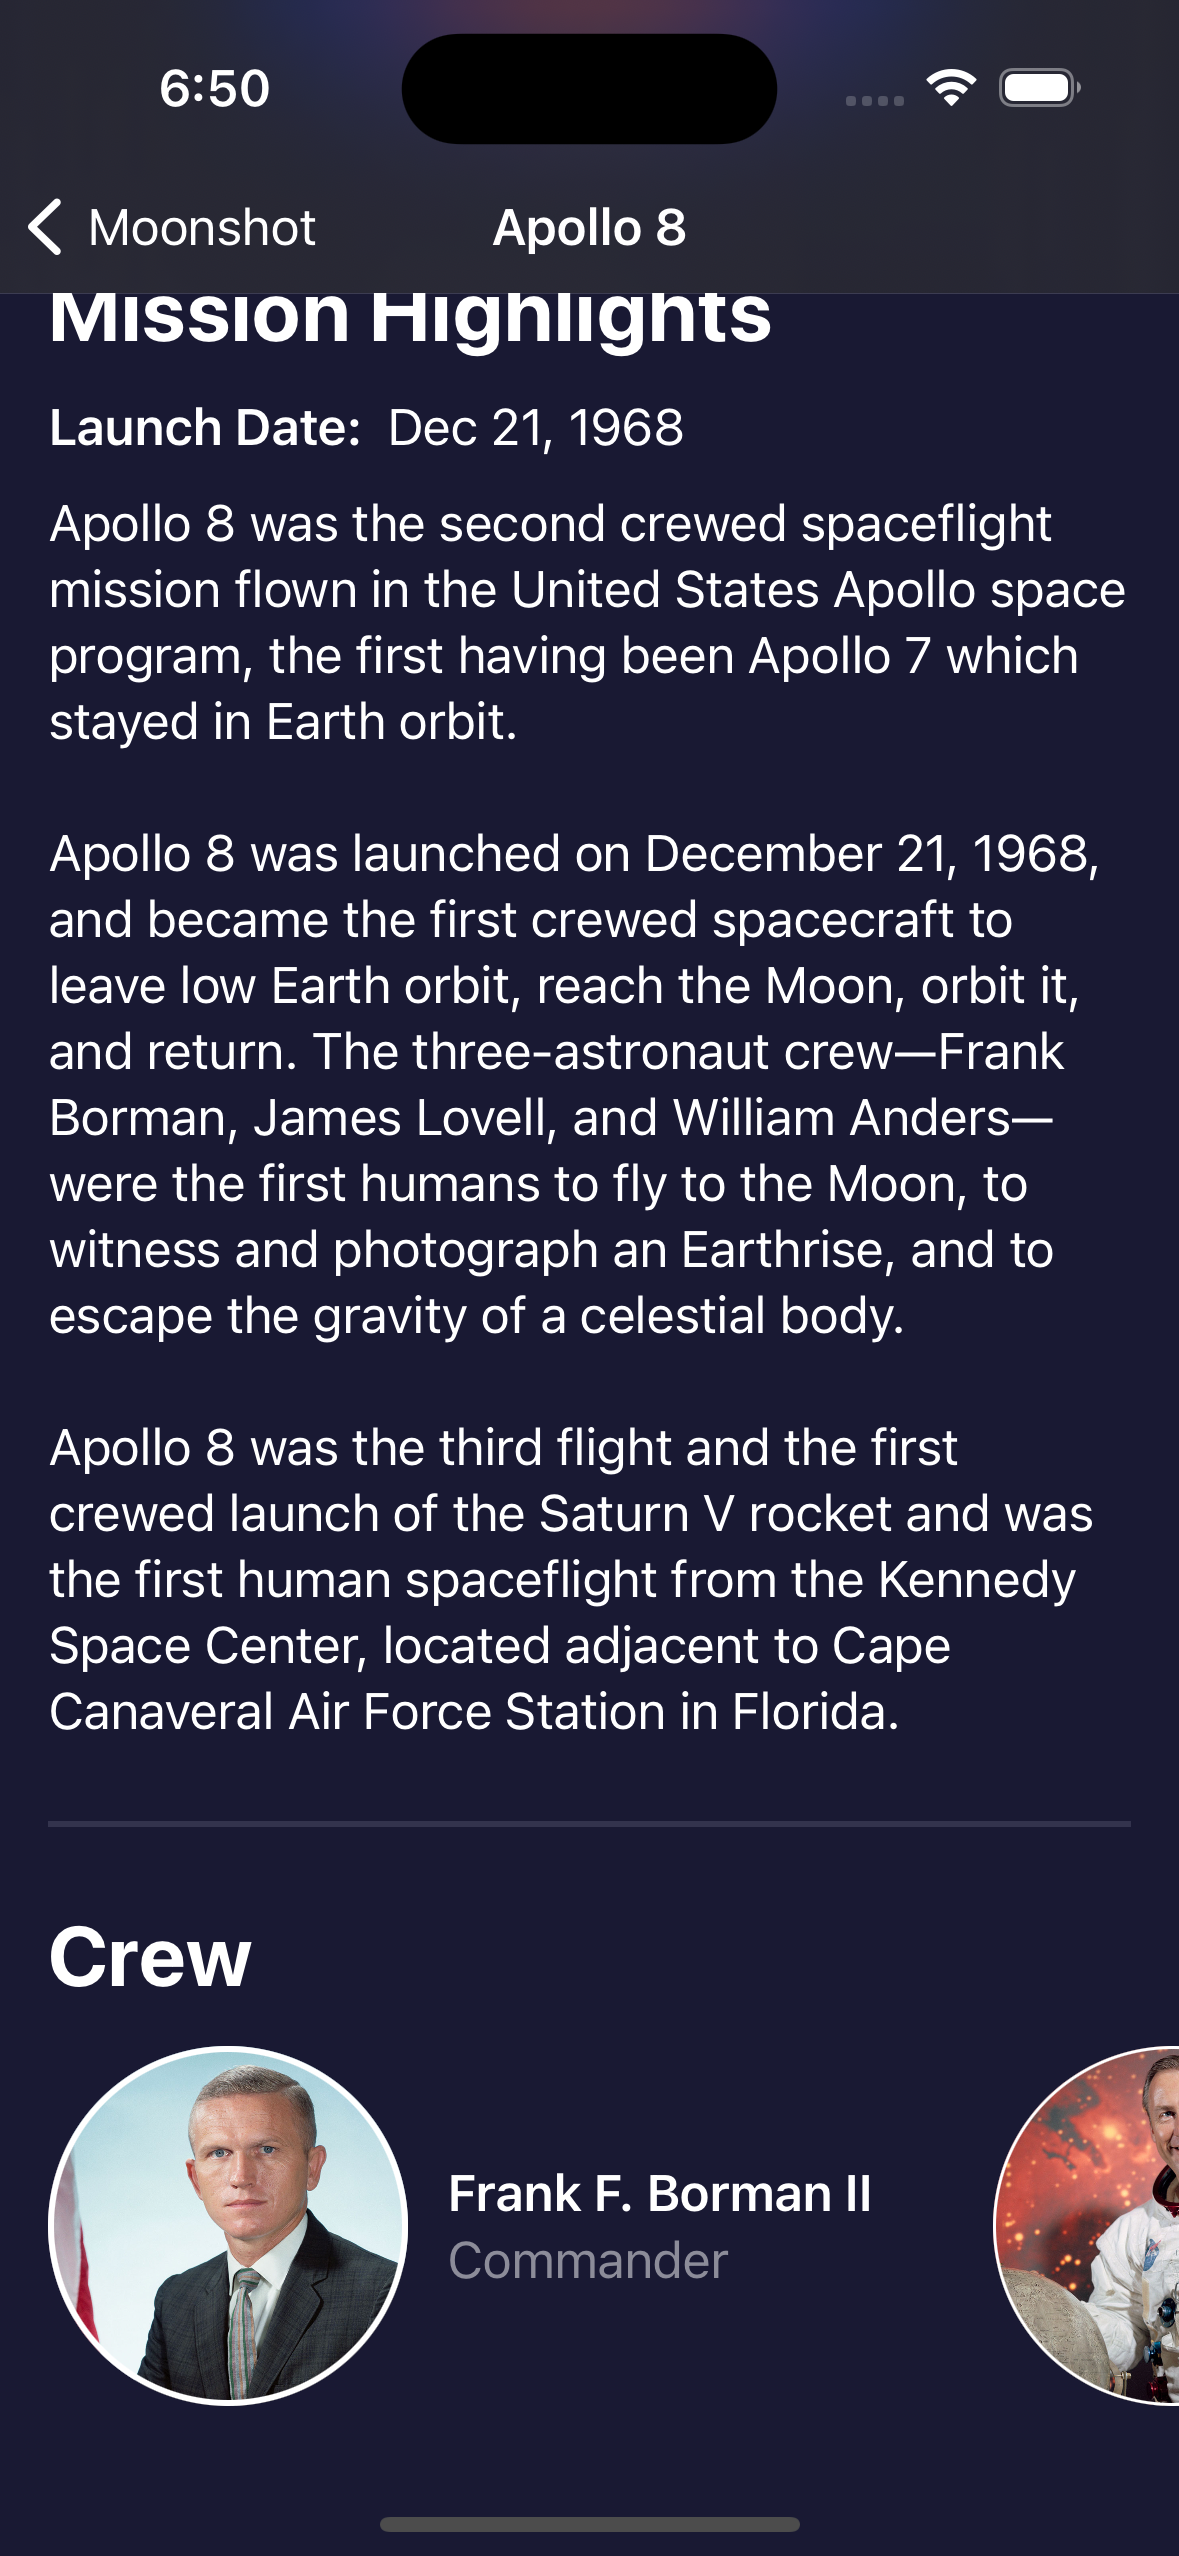 6:50
Moonshot
Apollo 8
Mission Highlights
Launch Date: Dec 21, 1968
Apollo 8 was the second crewed spaceflight
mission flown in the United States Apollo space
program, the first having been Apollo 7 which
stayed in Earth orbit.
Apollo 8 was launched on December 21, 1968,
and became the first crewed spacecraft to
leave low Earth orbit, reach the Moon, orbit it,
and return. The three-astronaut crew—Frank
Borman, James Lovell, and William Anders—
were the first humans to fly to the Moon, to
witness and photograph an Earthrise, and to
escape the gravity of a celestial body.
Apollo 8 was the third flight and the first
crewed launch of the Saturn V rocket and was
the first human spaceflight from the Kennedy
Space Center, located adjacent to Cape
Canaveral Air Force Station in Florida.
Crew
Frank F. Borman II
Commander